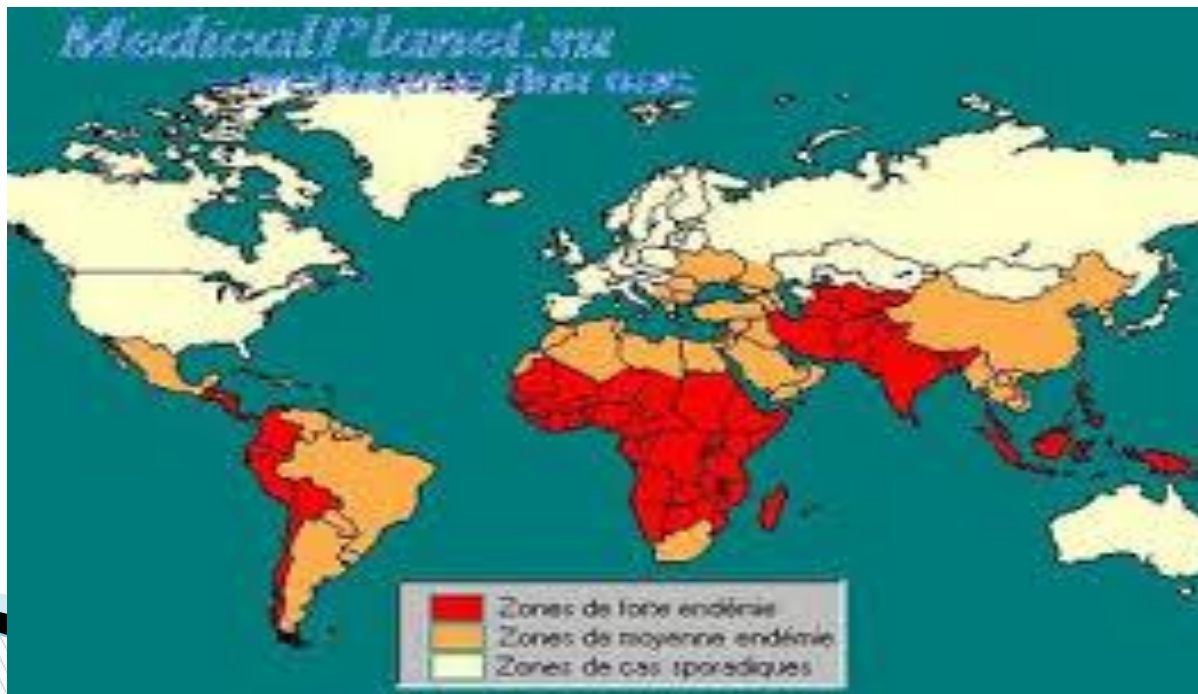 MedicalPlanet.su
Zones de forte endémie
Zones de moyenne endémie
Zones de cas sporadiques